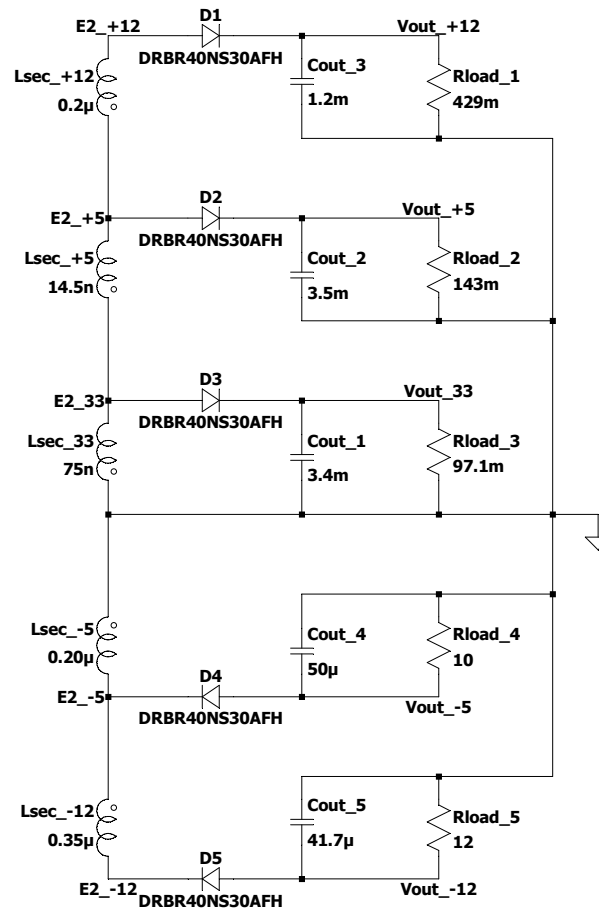 E2_+12
D1
DRBR40NS30AFH
Vout_+12
Lsec_+12
0.2µ
Cout_3
1.2m
Rload_1
429m
E2_+5
D2
DRBR40NS30AFH
Vout_+5
Lsec_+5
14.5n
Cout_2
3.5m
Rload_2
143m
E2_33
D3
DRBR40NS30AFH
Vout_33
Lsec_33
75n
Cout_1
3.4m
Rload_3
97.1m
Lsec_-5
0.20µ
Cout_4
50µ
Rload_4
10
E2_-5
D4
DRBR40NS30AFH
Vout_-5
Lsec_-12
0.35µ
Cout_5
41.7µ
Rload_5
12
E2_-12
D5
DRBR40NS30AFH
Vout_-12